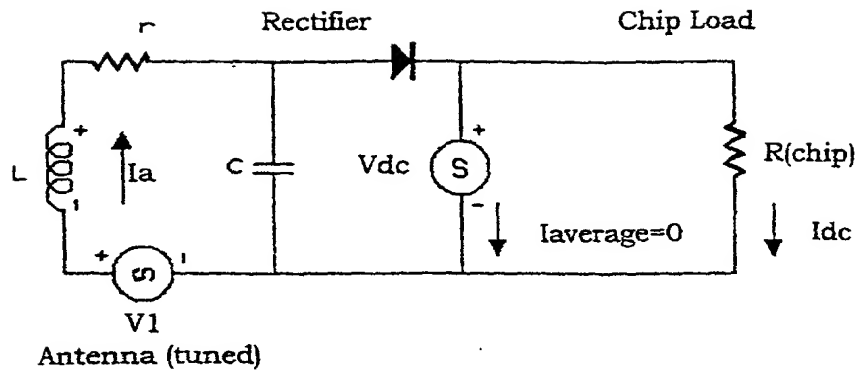 r
Rectifier
Chip Load
+
+
L
Ia
C
Vdc
S
R(chip)
-
-
Iaverage=0
Idc
+
S
-
V1
Antenna (tuned)